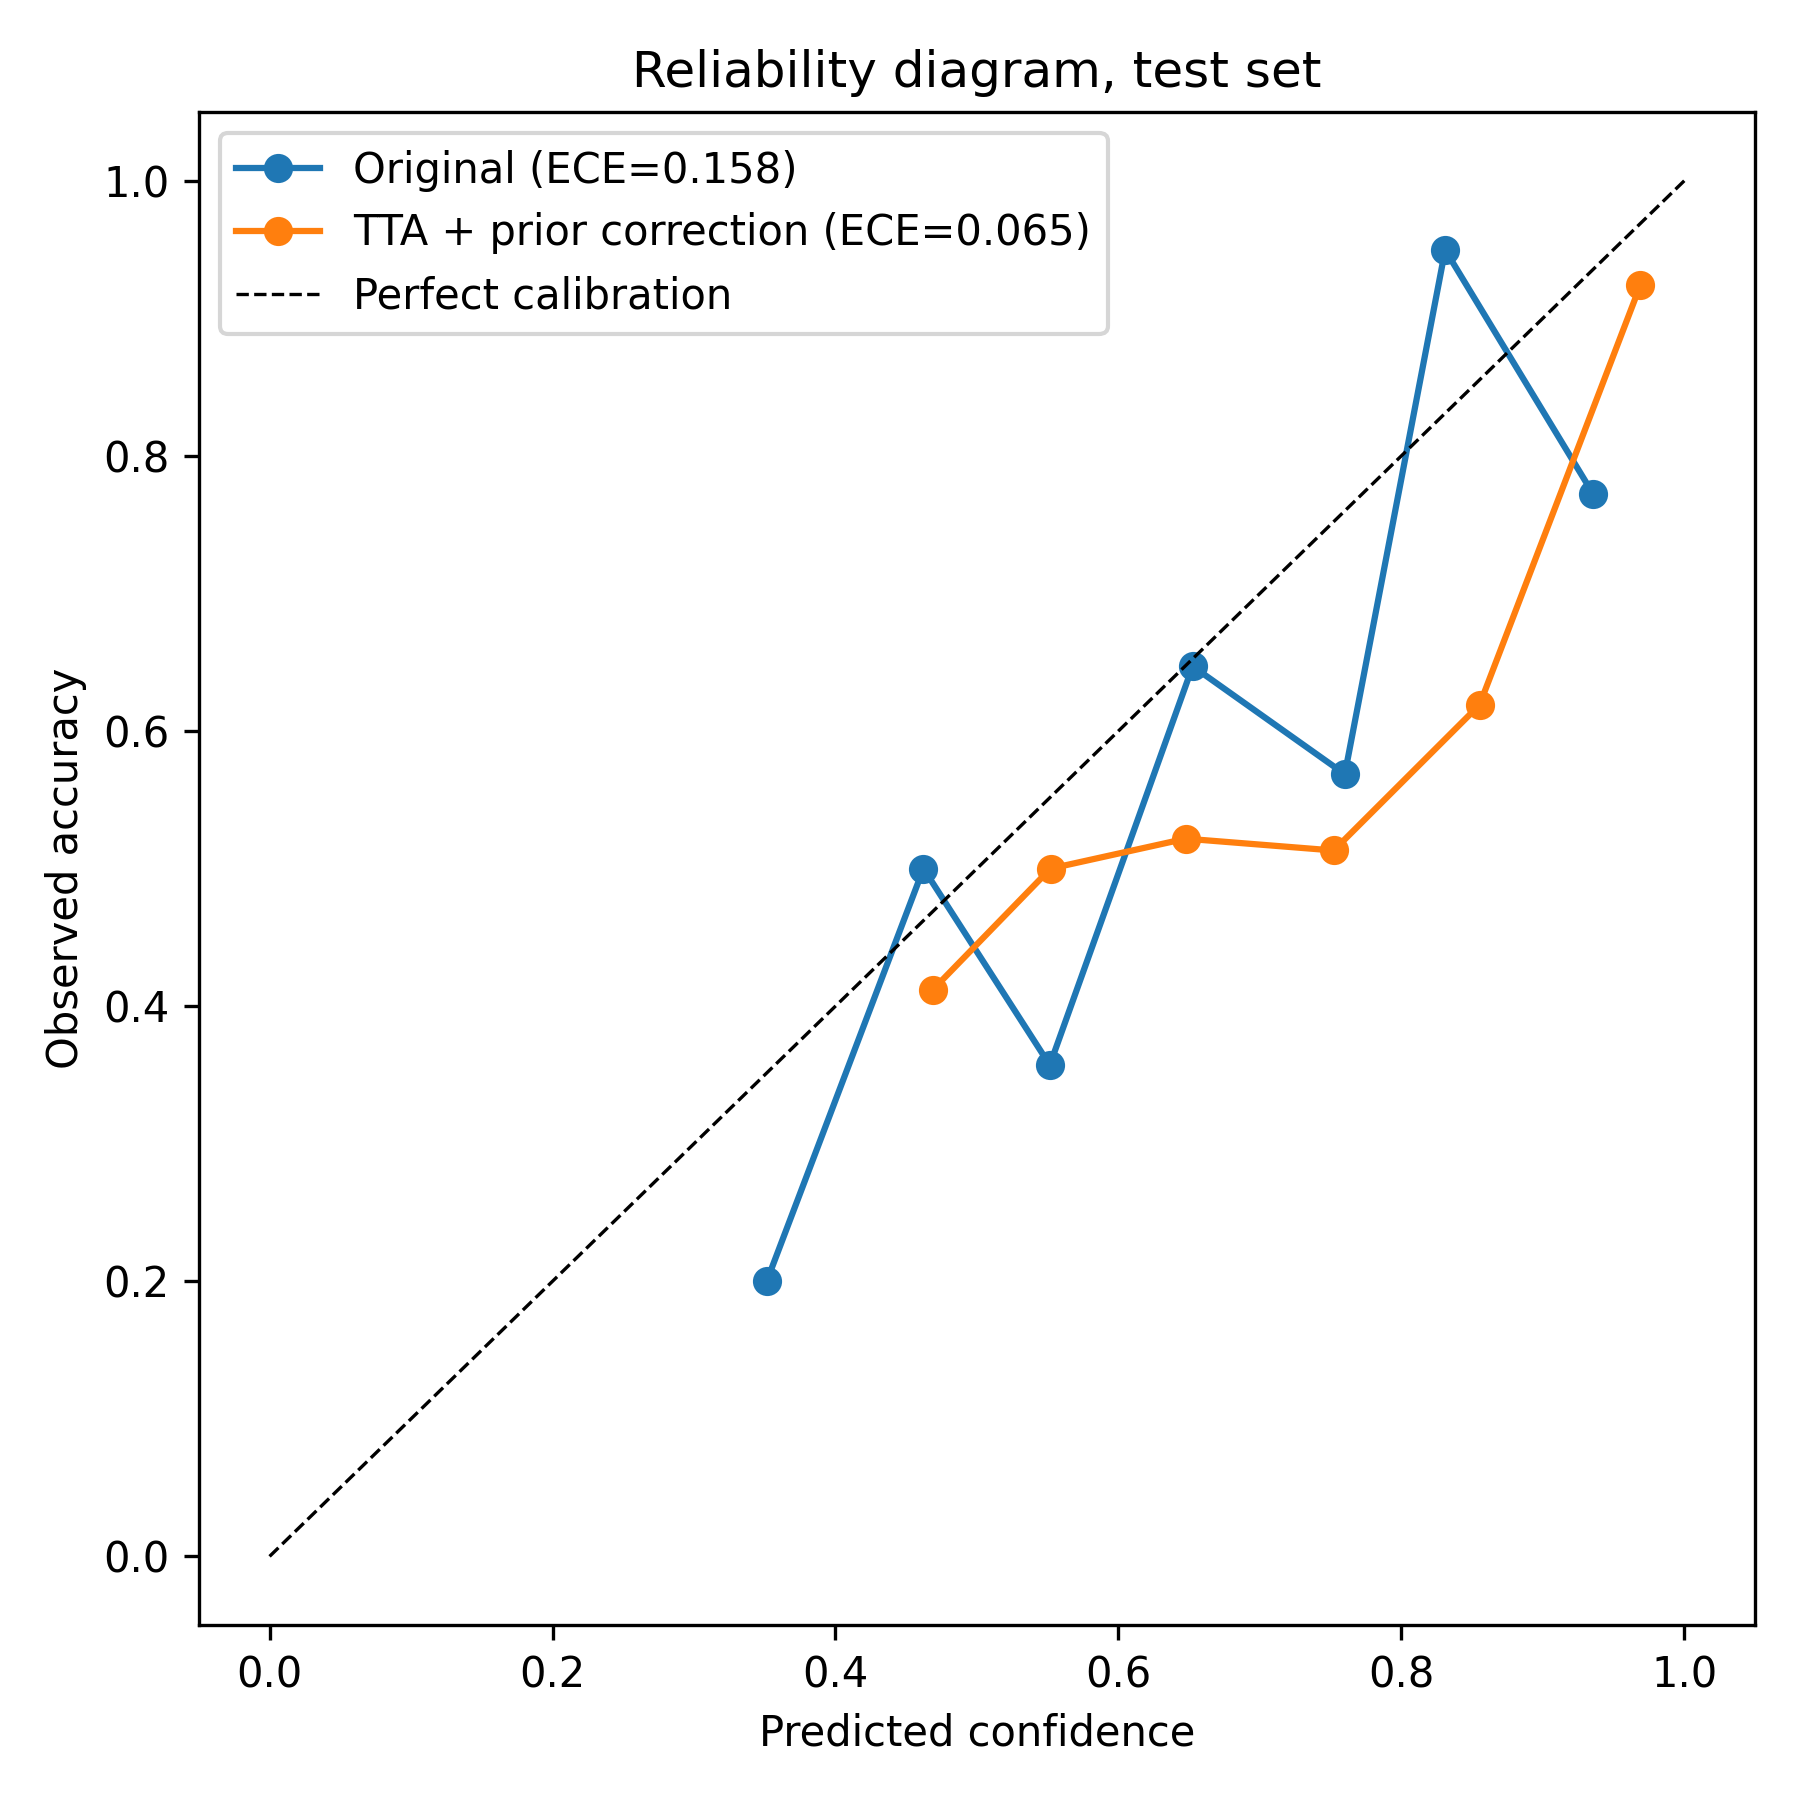 Reliability diagram, test set
Original (ECE=0.158)
TTA + prior correction (ECE=0.065)
Perfect calibration
1.0
0.8
0.6
0.4
0.2
0.0
Observed accuracy
0.0 0.2 0.4 0.6 0.8 1.0
Predicted confidence